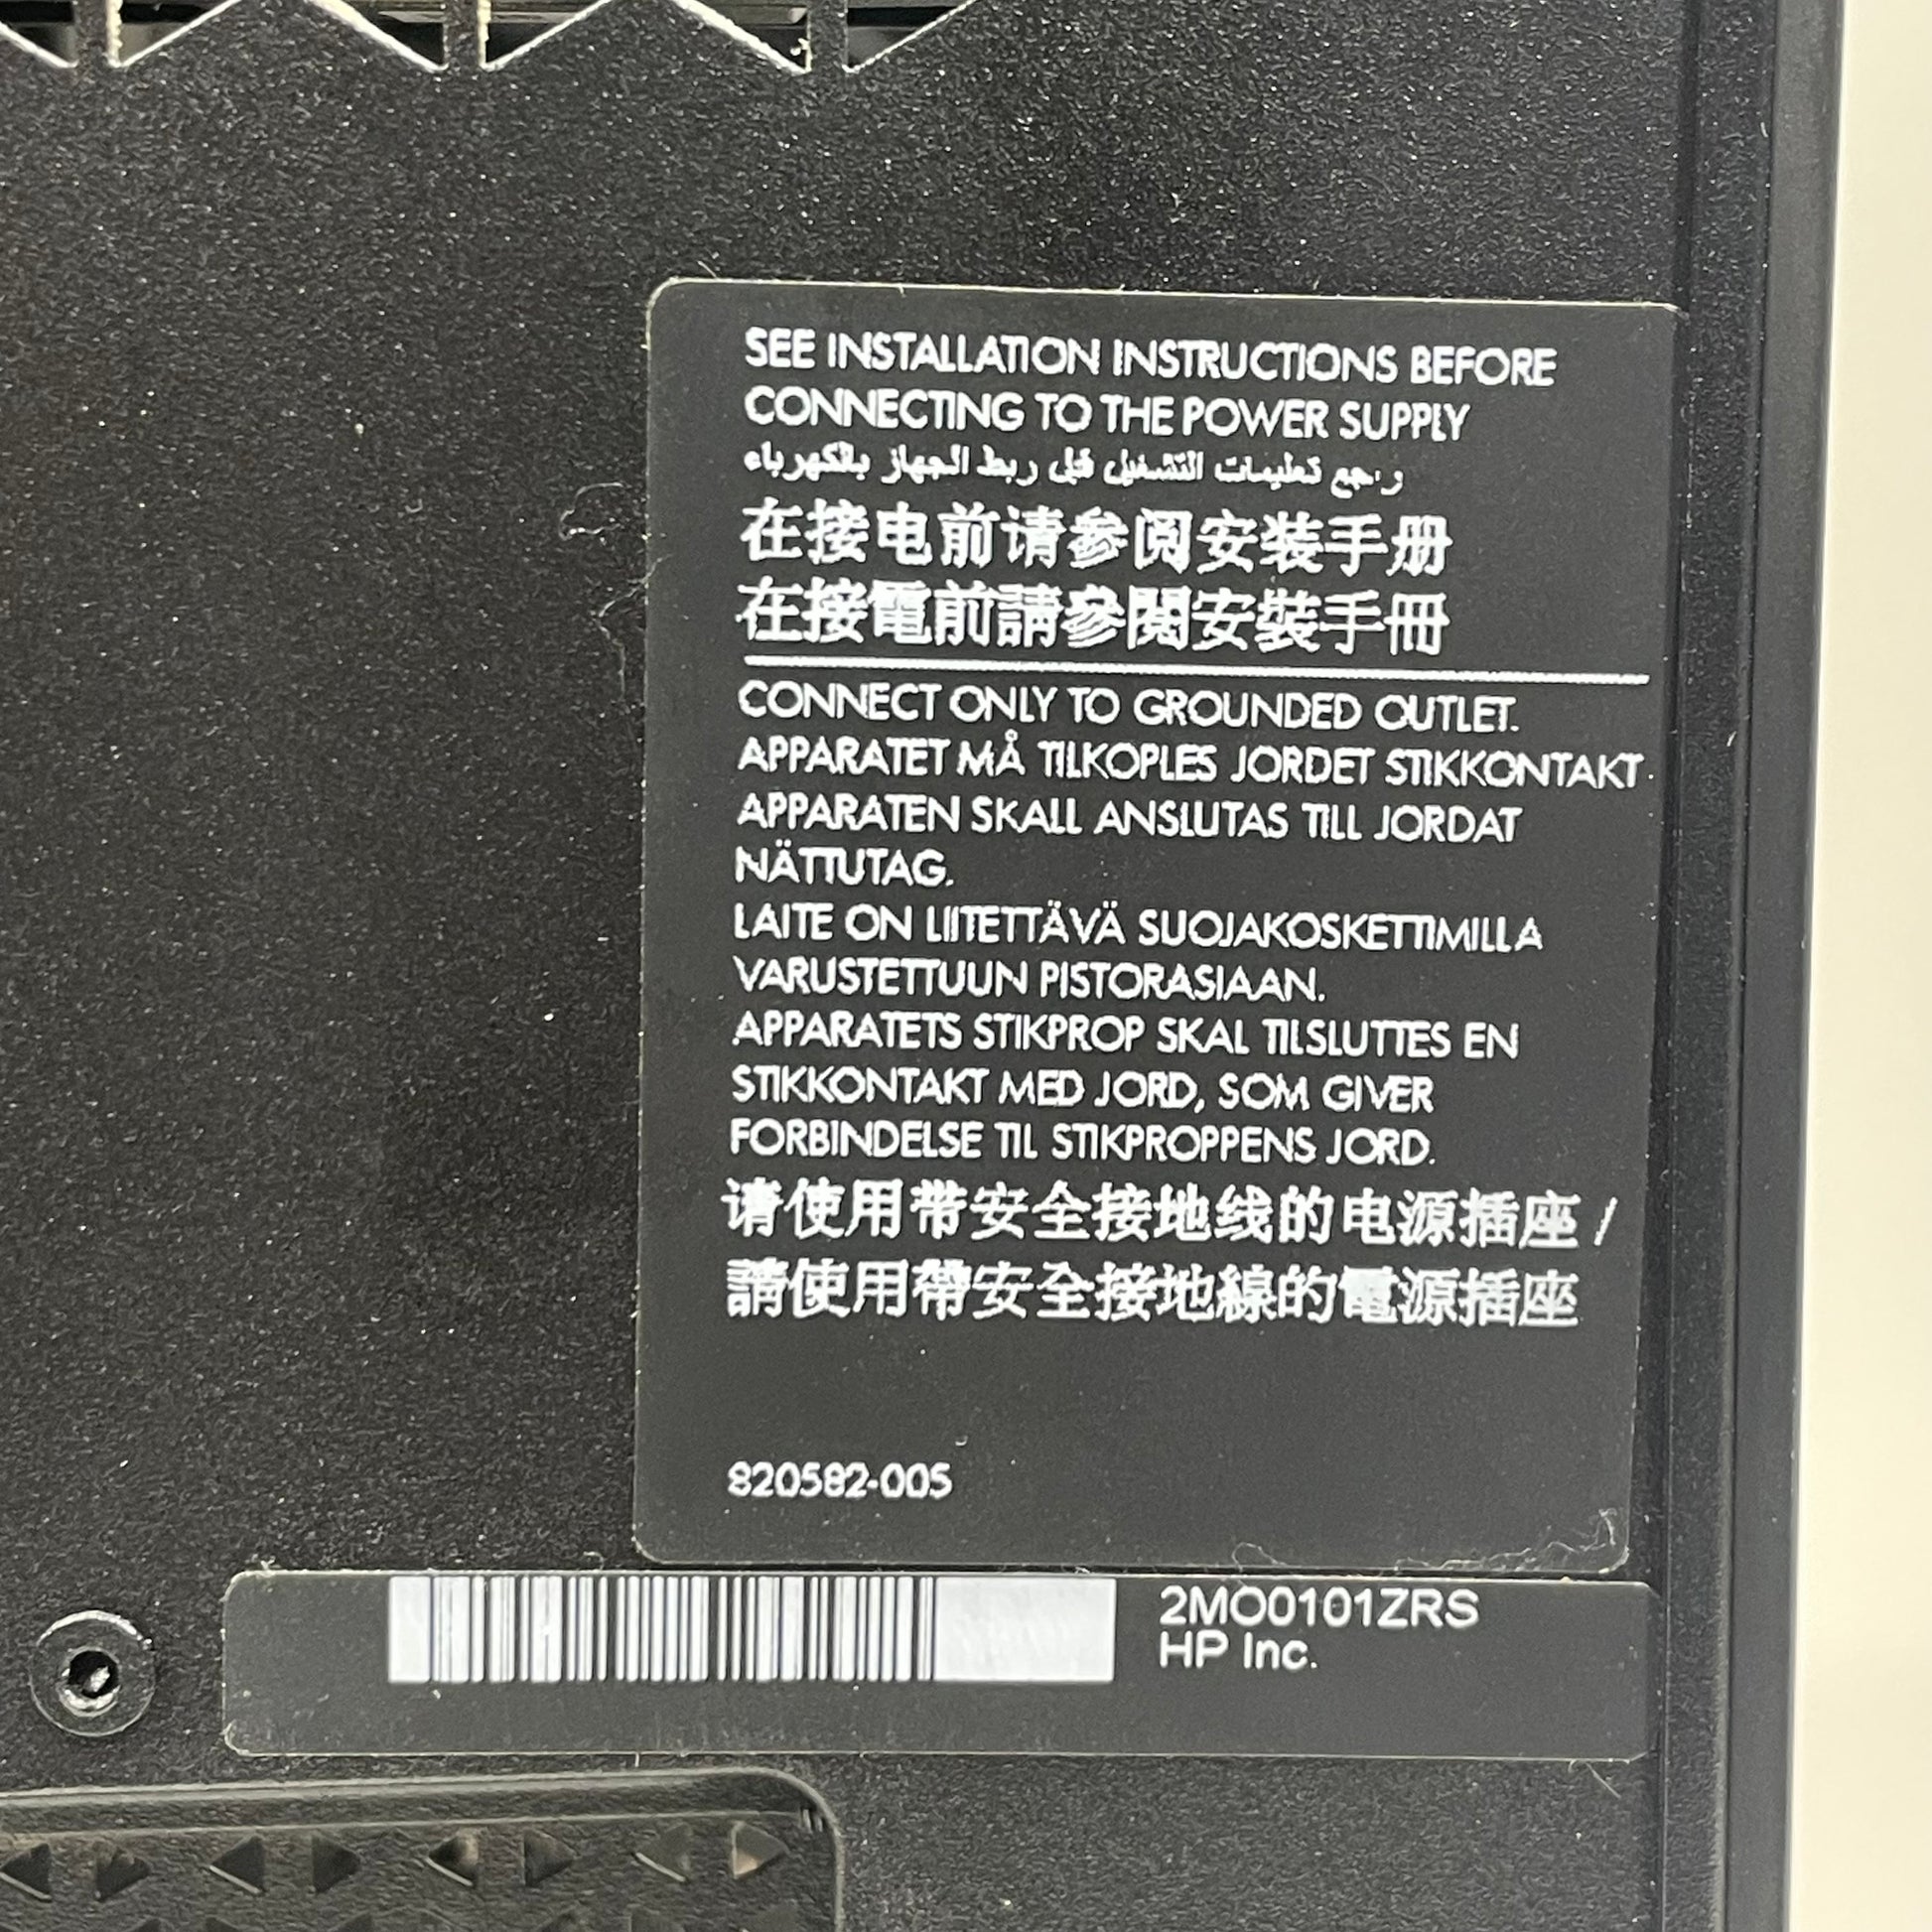 SEE INSTALLATION INSTRUCTIONS BEFORE
CONNECTING TO THE POWER SUPPLY
راجع تعليمات التشغيل قبل ربط الجهاز بالكهرباء
在接电前请参阅安装手册
在接電前請參閱安裝手冊
CONNECT ONLY TO GROUNDED OUTLET.
APPARATET MÅ TILKOPLES JORDET STIKKONTAKT.
APPARATEN SKALL ANSLUTAS TILL JORDAT
NÄTTUTAG.
LAITE ON LIITETTÄVÄ SUOJAKOSKETTIMILLA
VARUSTETTUUN PISTORASIAAN.
APPARATETS STIKPROP SKAL TILSLUTTES EN
STIKKONTAKT MED JORD, SOM GIVER
FORBINDELSE TIL STIKPROPPENS JORD.
请使用带安全接地线的电源插座 /
請使用帶安全接地線的電源插座
820582-005
2MO0101ZRS
HP Inc.